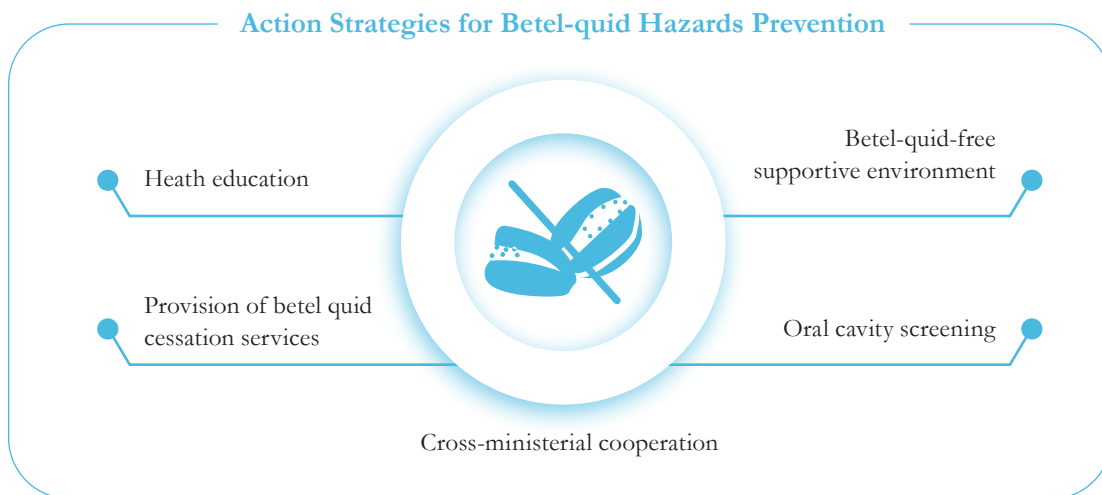 Action Strategies for Betel-quid Hazards Prevention
Heath education
Betel-quid-free
supportive environment
Provision of betel quid
cessation services
Oral cavity screening
Cross-ministerial cooperation